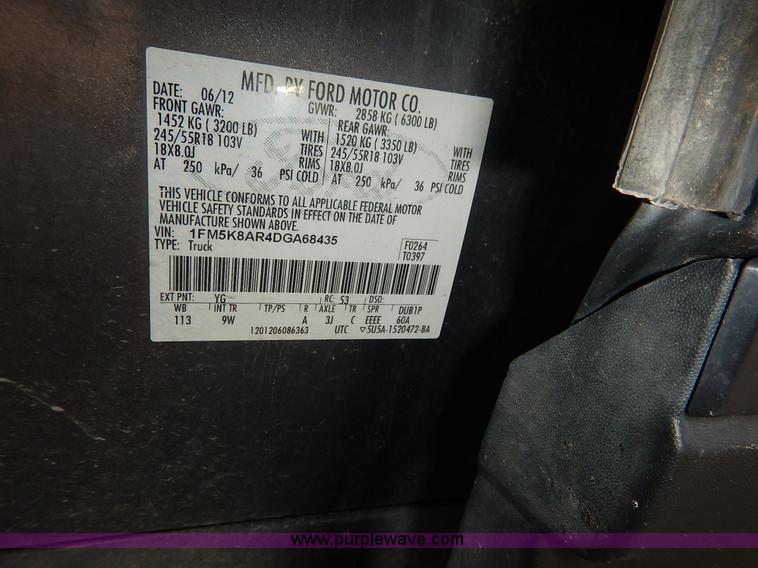 MFD. BY FORD MOTOR CO.
DATE: 06/12 GVWR: 2858 KG ( 6300 LB)
FRONT GAWR: REAR GAWR:
1452 KG ( 3200 LB) WITH 1520 KG ( 3350 LB) WITH
245/55R18 103V TIRES 245/55R18 103V TIRES
18X8.0J RIMS 18X8.0J RIMS
AT 250 kPa/ 36 PSI COLD AT 250 kPa/ 36 PSI COLD
Ford
THIS VEHICLE CONFORMS TO ALL APPLICABLE FEDERAL MOTOR
VEHICLE SAFETY STANDARDS IN EFFECT ON THE DATE OF
MANUFACTURE SHOWN ABOVE.
VIN: 1FM5K8AR4DGA68435 F0264
TYPE: Truck T0397
EXT PNT: YG RC: 53 DSO:
WB INT TR TP/PS R AXLE TR SPR DUB1P
113 9W A 3J C EEEE 60A
1201206086363 UTC ▽5U5A-1520472-BA
www.purplewave.com